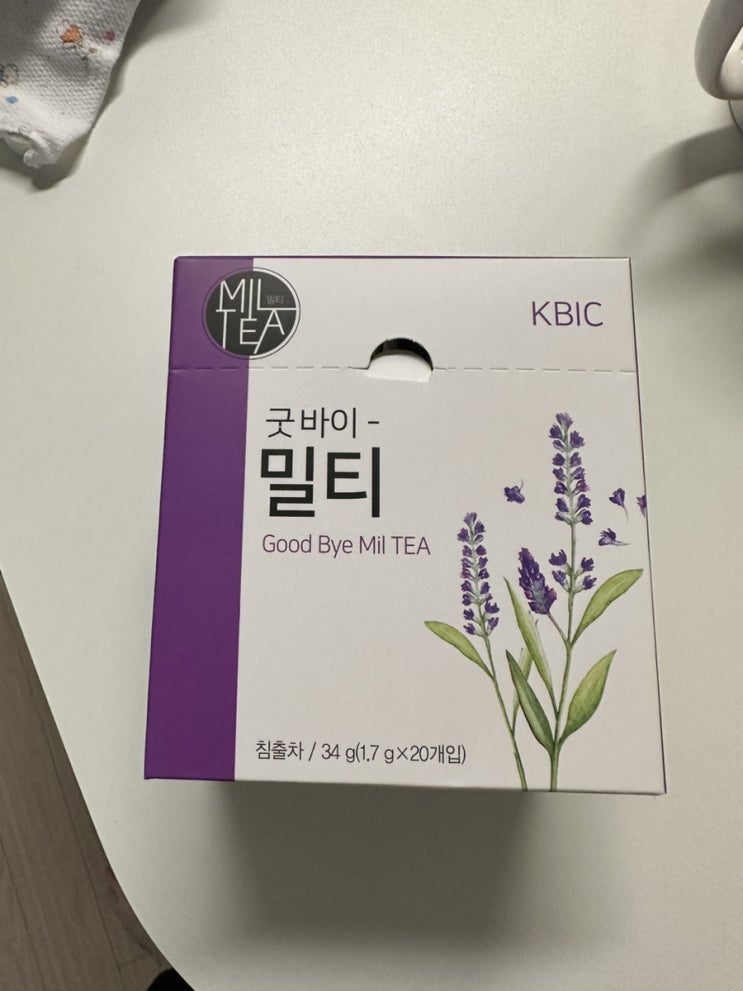 MIL 밀티
TEA
KBIC
굿바이 -
밀티
Good Bye Mil TEA
침출차 / 34 g(1.7 g×20개입)